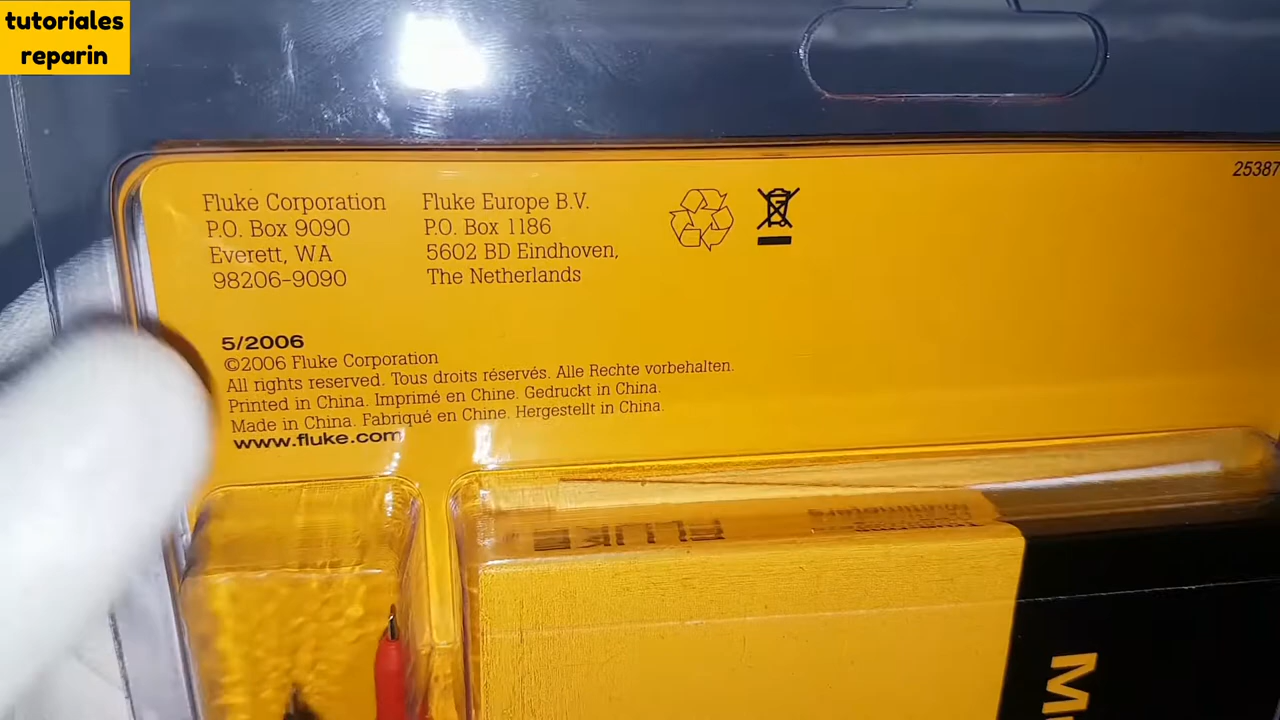 tutoriales
reparin
25387
Fluke Corporation
P.O. Box 9090
Everett, WA
98206-9090
Fluke Europe B.V.
P.O. Box 1186
5602 BD Eindhoven,
The Netherlands
5/2006
©2006 Fluke Corporation
All rights reserved. Tous droits réservés. Alle Rechte vorbehalten.
Printed in China. Imprimé en Chine. Gedruckt in China.
Made in China. Fabriqué en Chine. Hergestellt in China.
www.fluke.com
FLUKE
M